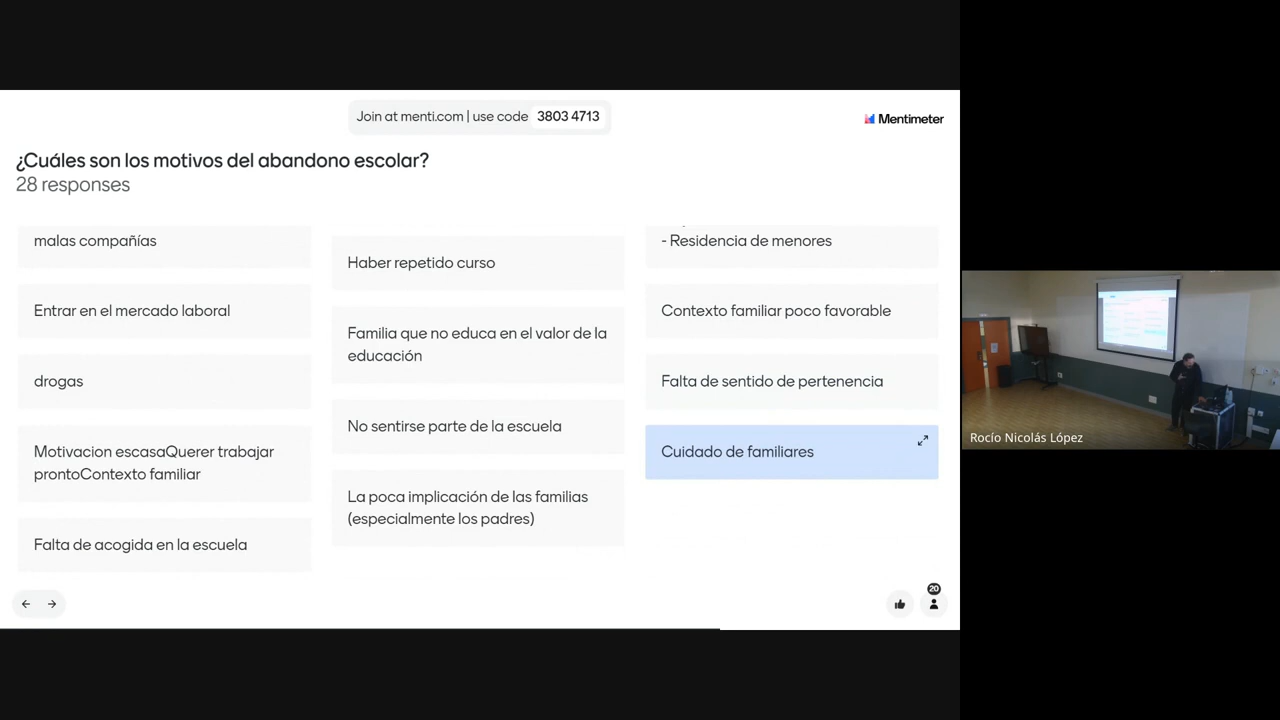 Join at menti.com | use code 3803 4713
Mentimeter
¿Cuáles son los motivos del abandono escolar?
28 responses
malas compañías
Entrar en el mercado laboral
drogas
Motivacion escasaQuerer trabajar
prontoContexto familiar
Falta de acogida en la escuela
Haber repetido curso
Familia que no educa en el valor de la
educación
No sentirse parte de la escuela
La poca implicación de las familias
(especialmente los padres)
- Residencia de menores
Contexto familiar poco favorable
Falta de sentido de pertenencia
Cuidado de familiares
20
Rocío Nicolás López